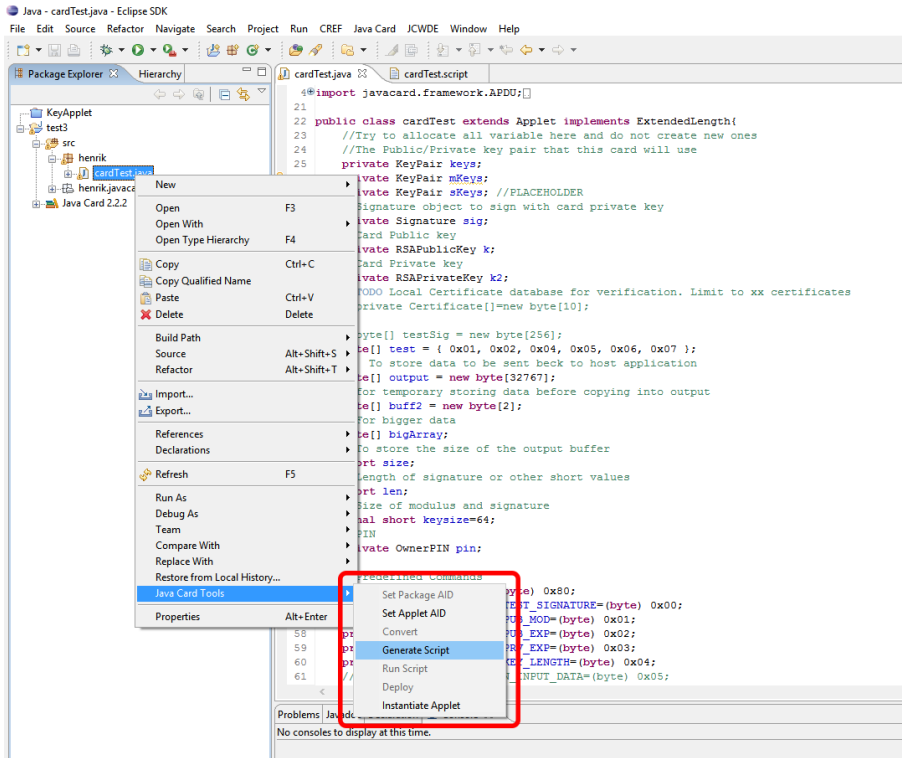 Java - cardTest.java - Eclipse SDK
File Edit Source Refactor Navigate Search Project Run CREF Java Card JCWDE Window Help
Package Explorer Hierarchy
KeyApplet
test3
src
henrik
cardTest.java
henrik.javaca
Java Card 2.2.2
New
Open F3
Open With
Open Type Hierarchy F4
Copy Ctrl+C
Copy Qualified Name
Paste Ctrl+V
Delete Delete
Build Path
Source Alt+Shift+S
Refactor Alt+Shift+T
Import...
Export...
References
Declarations
Refresh F5
Run As
Debug As
Team
Compare With
Replace With
Restore from Local History...
Java Card Tools
Properties Alt+Enter
Set Package AID
Set Applet AID
Convert
Generate Script
Run Script
Deploy
Instantiate Applet
cardTest.java cardTest.script
4 import javacard.framework.APDU;
21
22 public class cardTest extends Applet implements ExtendedLength{
23 //Try to allocate all variable here and do not create new ones
24 //The Public/Private key pair that this card will use
25 private KeyPair keys;
ivate KeyPair mKeys;
ivate KeyPair sKeys; //PLACEHOLDER
Signature object to sign with card private key
ivate Signature sig;
Card Public key
ivate RSAPublicKey k;
Card Private key
ivate RSAPrivateKey k2;
TODO Local Certificate database for verification. Limit to xx certificates
private Certificate[]=new byte[10];
byte[] testSig = new byte[256];
te[] test = { 0x01, 0x02, 0x04, 0x05, 0x06, 0x07 };
To store data to be sent beck to host application
te[] output = new byte[32767];
for temporary storing data before copying into output
te[] buff2 = new byte[2];
for bigger data
te[] bigArray;
To store the size of the output buffer
ort size;
Length of signature or other short values
ort len;
Size of modulus and signature
nal short keysize=64;
PIN
ivate OwnerPIN pin;
Predefined Commands
byte) 0x80;
TEST_SIGNATURE=(byte) 0x00;
PUB_MOD=(byte) 0x01;
58 pr PUB_EXP=(byte) 0x02;
59 pr PRV_EXP=(byte) 0x03;
60 pr KEY_LENGTH=(byte) 0x04;
61 // N_INPUT_DATA=(byte) 0x05;
Problems Javadoc
No consoles to display at this time.